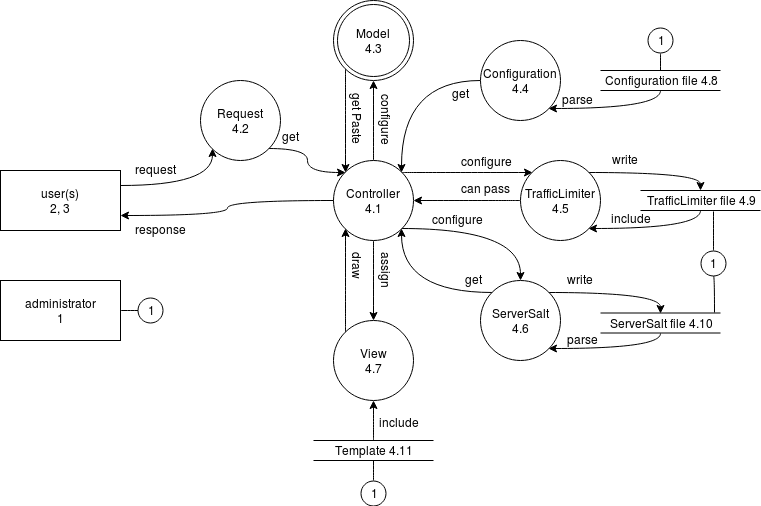 Model
4.3
1
Configuration
4.4
Configuration file 4.8
get
parse
get Paste
configure
Request
4.2
get
request
configure
write
user(s)
2, 3
Controller
4.1
can pass
TrafficLimiter
4.5
TrafficLimiter file 4.9
include
response
configure
draw
assign
get
write
1
administrator
1
1
ServerSalt
4.6
ServerSalt file 4.10
parse
View
4.7
include
Template 4.11
1